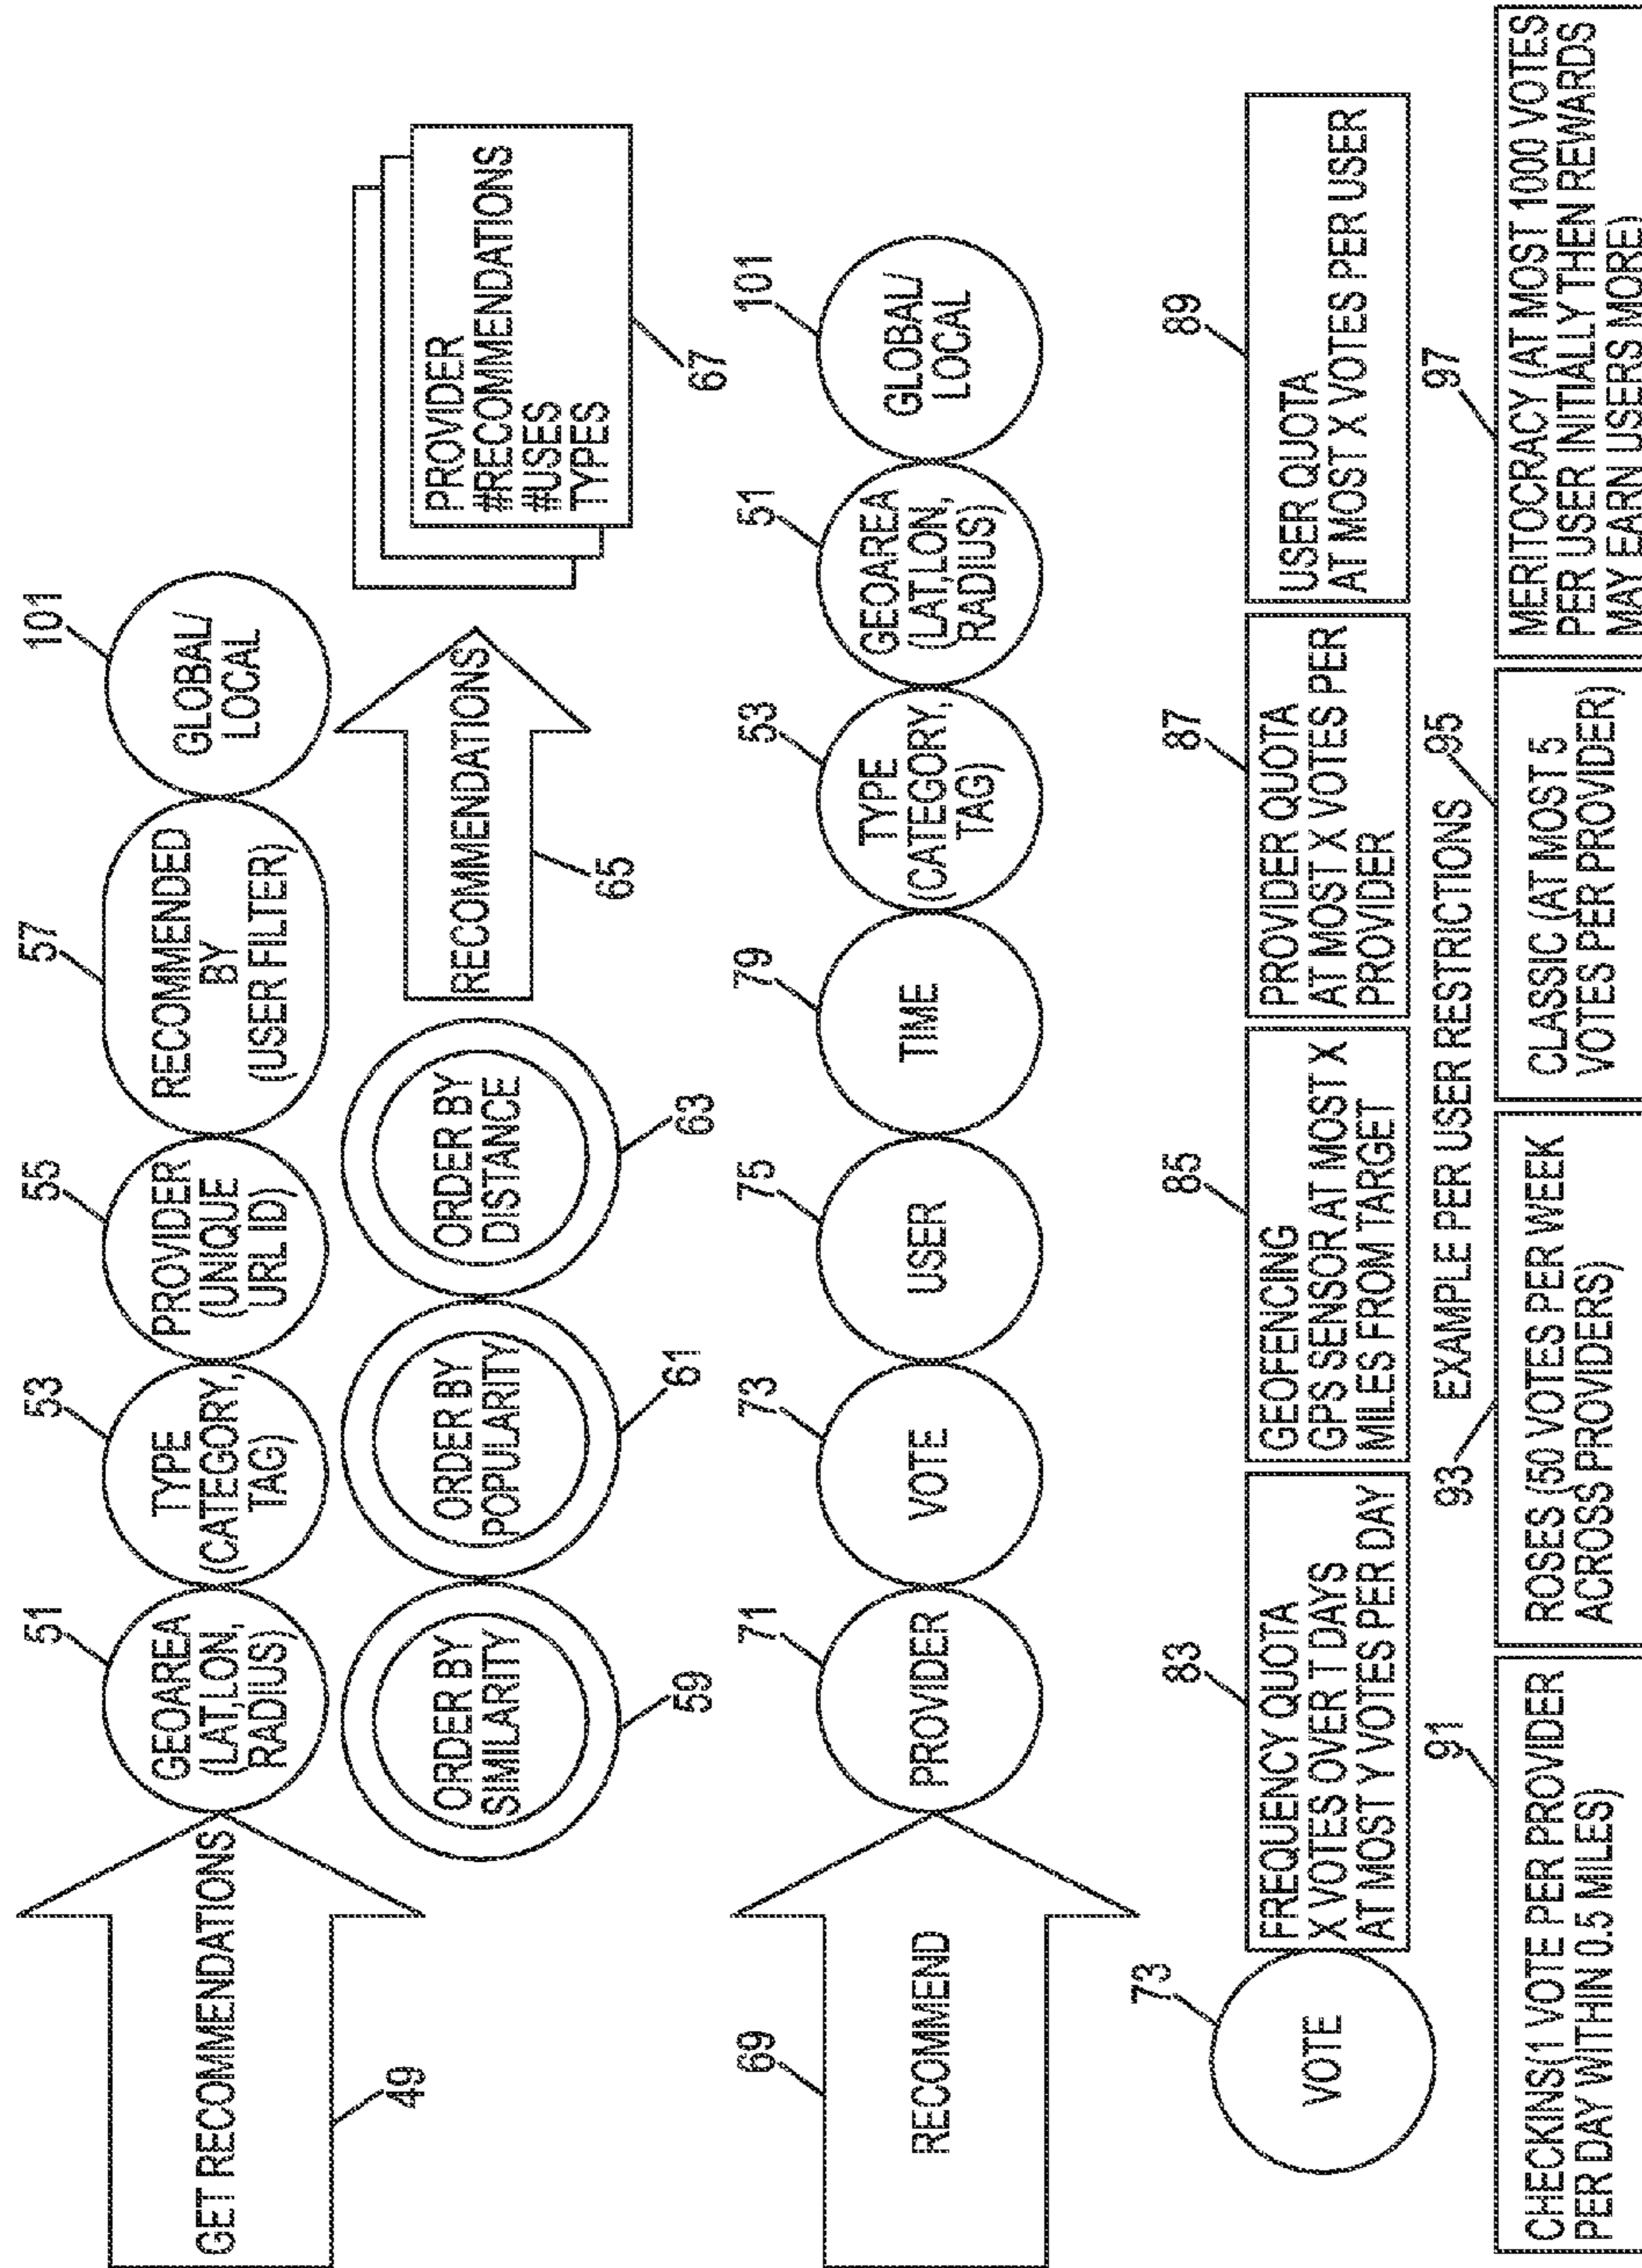 51
53
55
57
101
GET RECOMMENDATIONS
GEOAREA
(LAT,LON,
RADIUS)
TYPE
(CATEGORY,
TAG)
PROVIDER
(UNIQUE
URL ID)
RECOMMENDED
BY
(USER FILTER)
GLOBAL/
LOCAL
49
ORDER BY
SIMILARITY
ORDER BY
POPULARITY
ORDER BY
DISTANCE
RECOMMENDATIONS
PROVIDER
#RECOMMENDATIONS
#USES
TYPES
59
61
63
65
67
69
71
73
75
79
53
51
101
RECOMMEND
PROVIDER
VOTE
USER
TIME
TYPE
(CATEGORY,
TAG)
GEOAREA
(LAT,LON,
RADIUS)
GLOBAL/
LOCAL
73
83
85
87
89
VOTE
FREQUENCY QUOTA
X VOTES OVER T DAYS
AT MOST Y VOTES PER DAY
GEOFENCING
GPS SENSOR AT MOST X
MILES FROM TARGET
PROVIDER QUOTA
AT MOST X VOTES PER
PROVIDER
USER QUOTA
AT MOST X VOTES PER USER
91
93
EXAMPLE PER USER RESTRICTIONS
95
97
CHECKINS(1 VOTE PER PROVIDER
PER DAY WITHIN 0.5 MILES)
ROSES (50 VOTES PER WEEK
ACROSS PROVIDERS)
CLASSIC (AT MOST 5
VOTES PER PROVIDER)
MERITOCRACY (AT MOST 1000 VOTES
PER USER INITIALLY THEN REWARDS
MAY EARN USERS MORE)